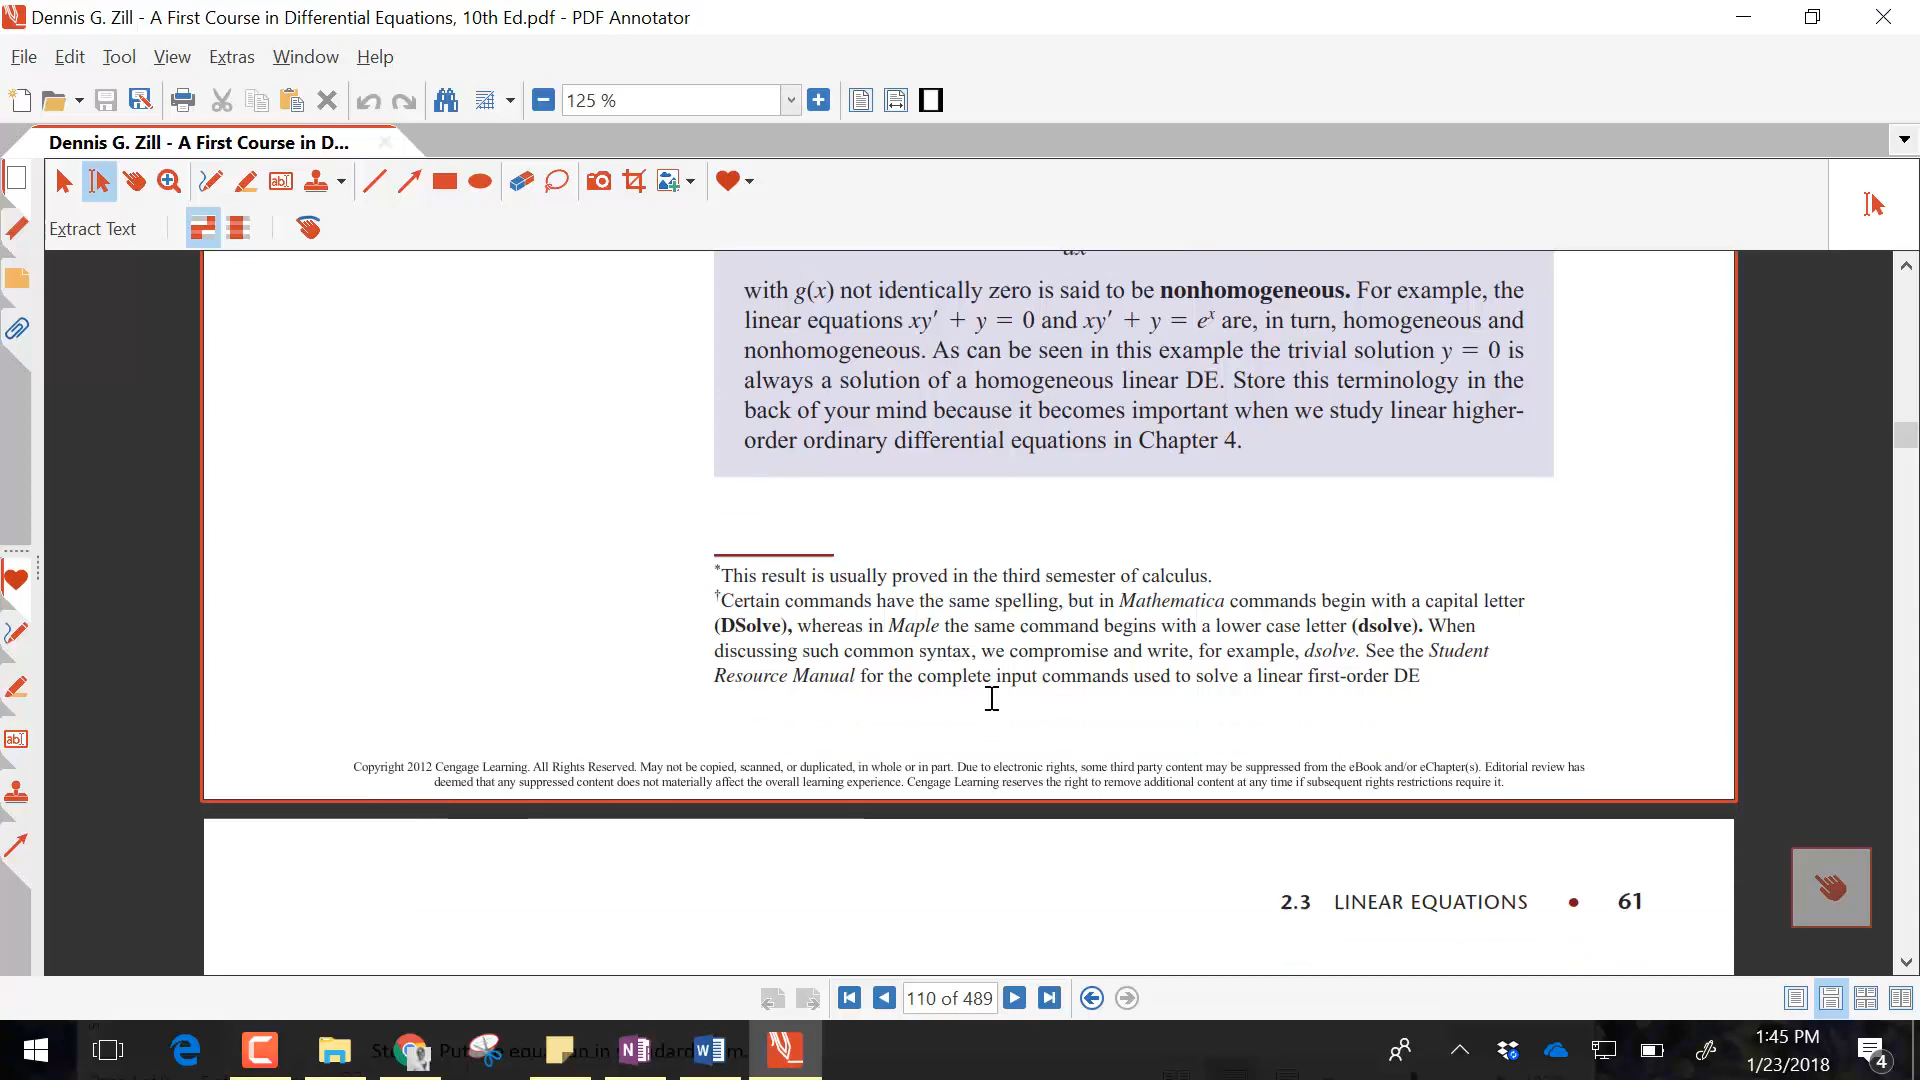 Dennis G. Zill - A First Course in Differential Equations, 10th Ed.pdf - PDF Annotator
File Edit Tool View Extras Window Help
125 %
Dennis G. Zill - A First Course in D...
Extract Text
with g(x) not identically zero is said to be nonhomogeneous. For example, the
linear equations xy′ + y = 0 and xy′ + y = eˣ are, in turn, homogeneous and
nonhomogeneous. As can be seen in this example the trivial solution y = 0 is
always a solution of a homogeneous linear DE. Store this terminology in the
back of your mind because it becomes important when we study linear higher-
order ordinary differential equations in Chapter 4.
*This result is usually proved in the third semester of calculus.
†Certain commands have the same spelling, but in Mathematica commands begin with a capital letter
(DSolve), whereas in Maple the same command begins with a lower case letter (dsolve). When
discussing such common syntax, we compromise and write, for example, dsolve. See the Student
Resource Manual for the complete input commands used to solve a linear first-order DE
Copyright 2012 Cengage Learning. All Rights Reserved. May not be copied, scanned, or duplicated, in whole or in part. Due to electronic rights, some third party content may be suppressed from the eBook and/or eChapter(s). Editorial review has
deemed that any suppressed content does not materially affect the overall learning experience. Cengage Learning reserves the right to remove additional content at any time if subsequent rights restrictions require it.
2.3 LINEAR EQUATIONS • 61
110 of 489
1:45 PM
1/23/2018
4